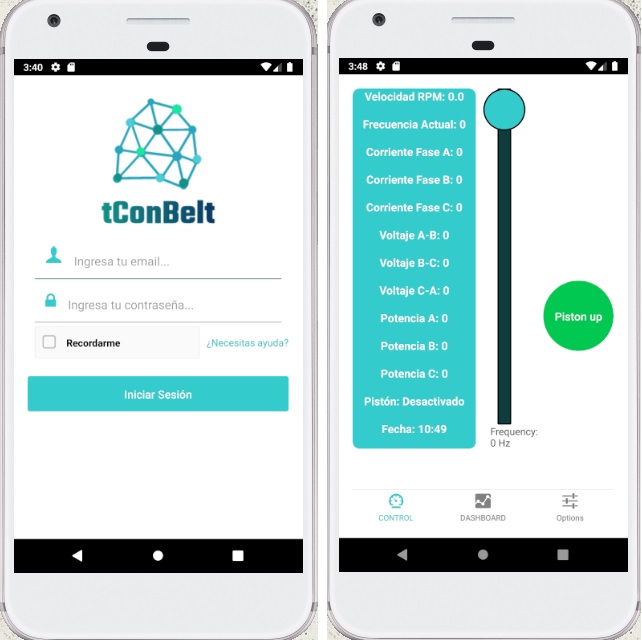 3:40
tConBelt
Ingresa tu email...
Ingresa tu contraseña...
Recordarme
¿Necesitas ayuda?
Iniciar Sesión
3:48
Velocidad RPM: 0.0
Frecuencia Actual: 0
Corriente Fase A: 0
Corriente Fase B: 0
Corriente Fase C: 0
Voltaje A-B: 0
Voltaje B-C: 0
Voltaje C-A: 0
Potencia A: 0
Potencia B: 0
Potencia C: 0
Pistón: Desactivado
Fecha: 10:49
Piston up
Frequency:
0 Hz
CONTROL
DASHBOARD
Options